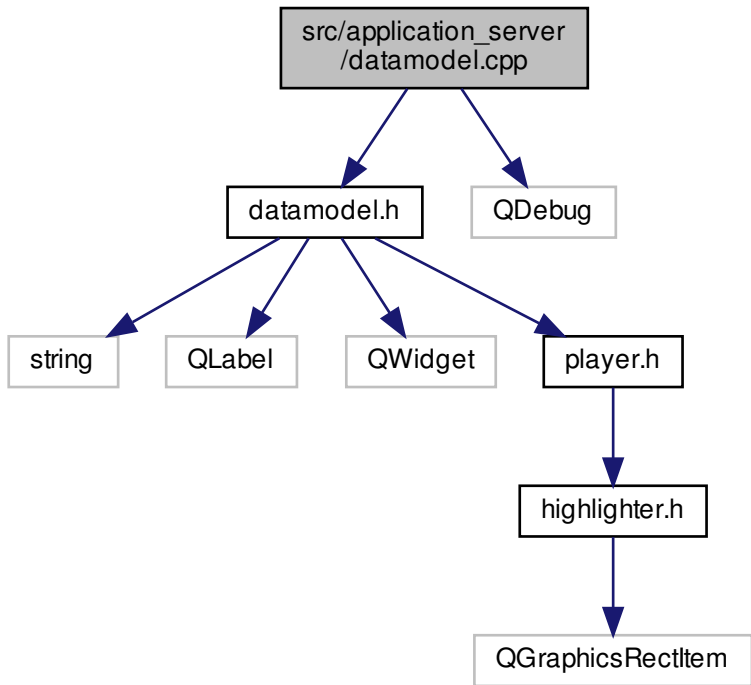 src/application_server
/datamodel.cpp
datamodel.h
QDebug
string
QLabel
QWidget
player.h
highlighter.h
QGraphicsRectItem